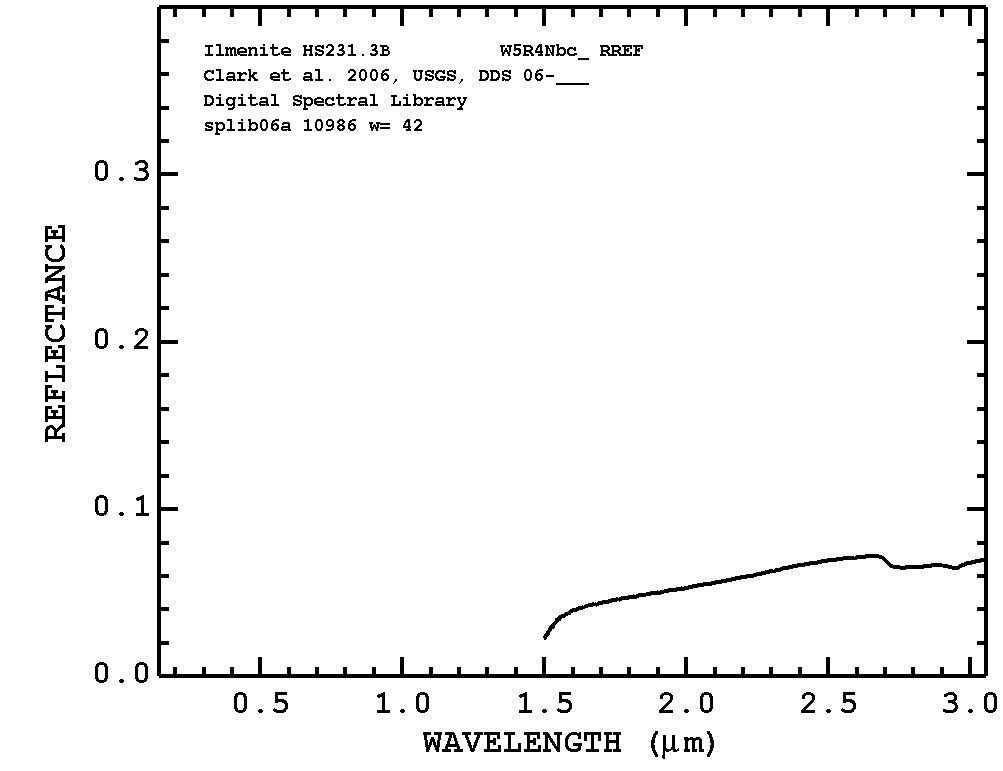 Ilmenite HS231.3B W5R4Nbc_ RREF
Clark et al. 2006, USGS, DDS 06-___
Digital Spectral Library
splib06a 10986 w= 42
0.3
0.2
0.1
0.0
REFLECTANCE
0.5 1.0 1.5 2.0 2.5 3.0
WAVELENGTH (μm)